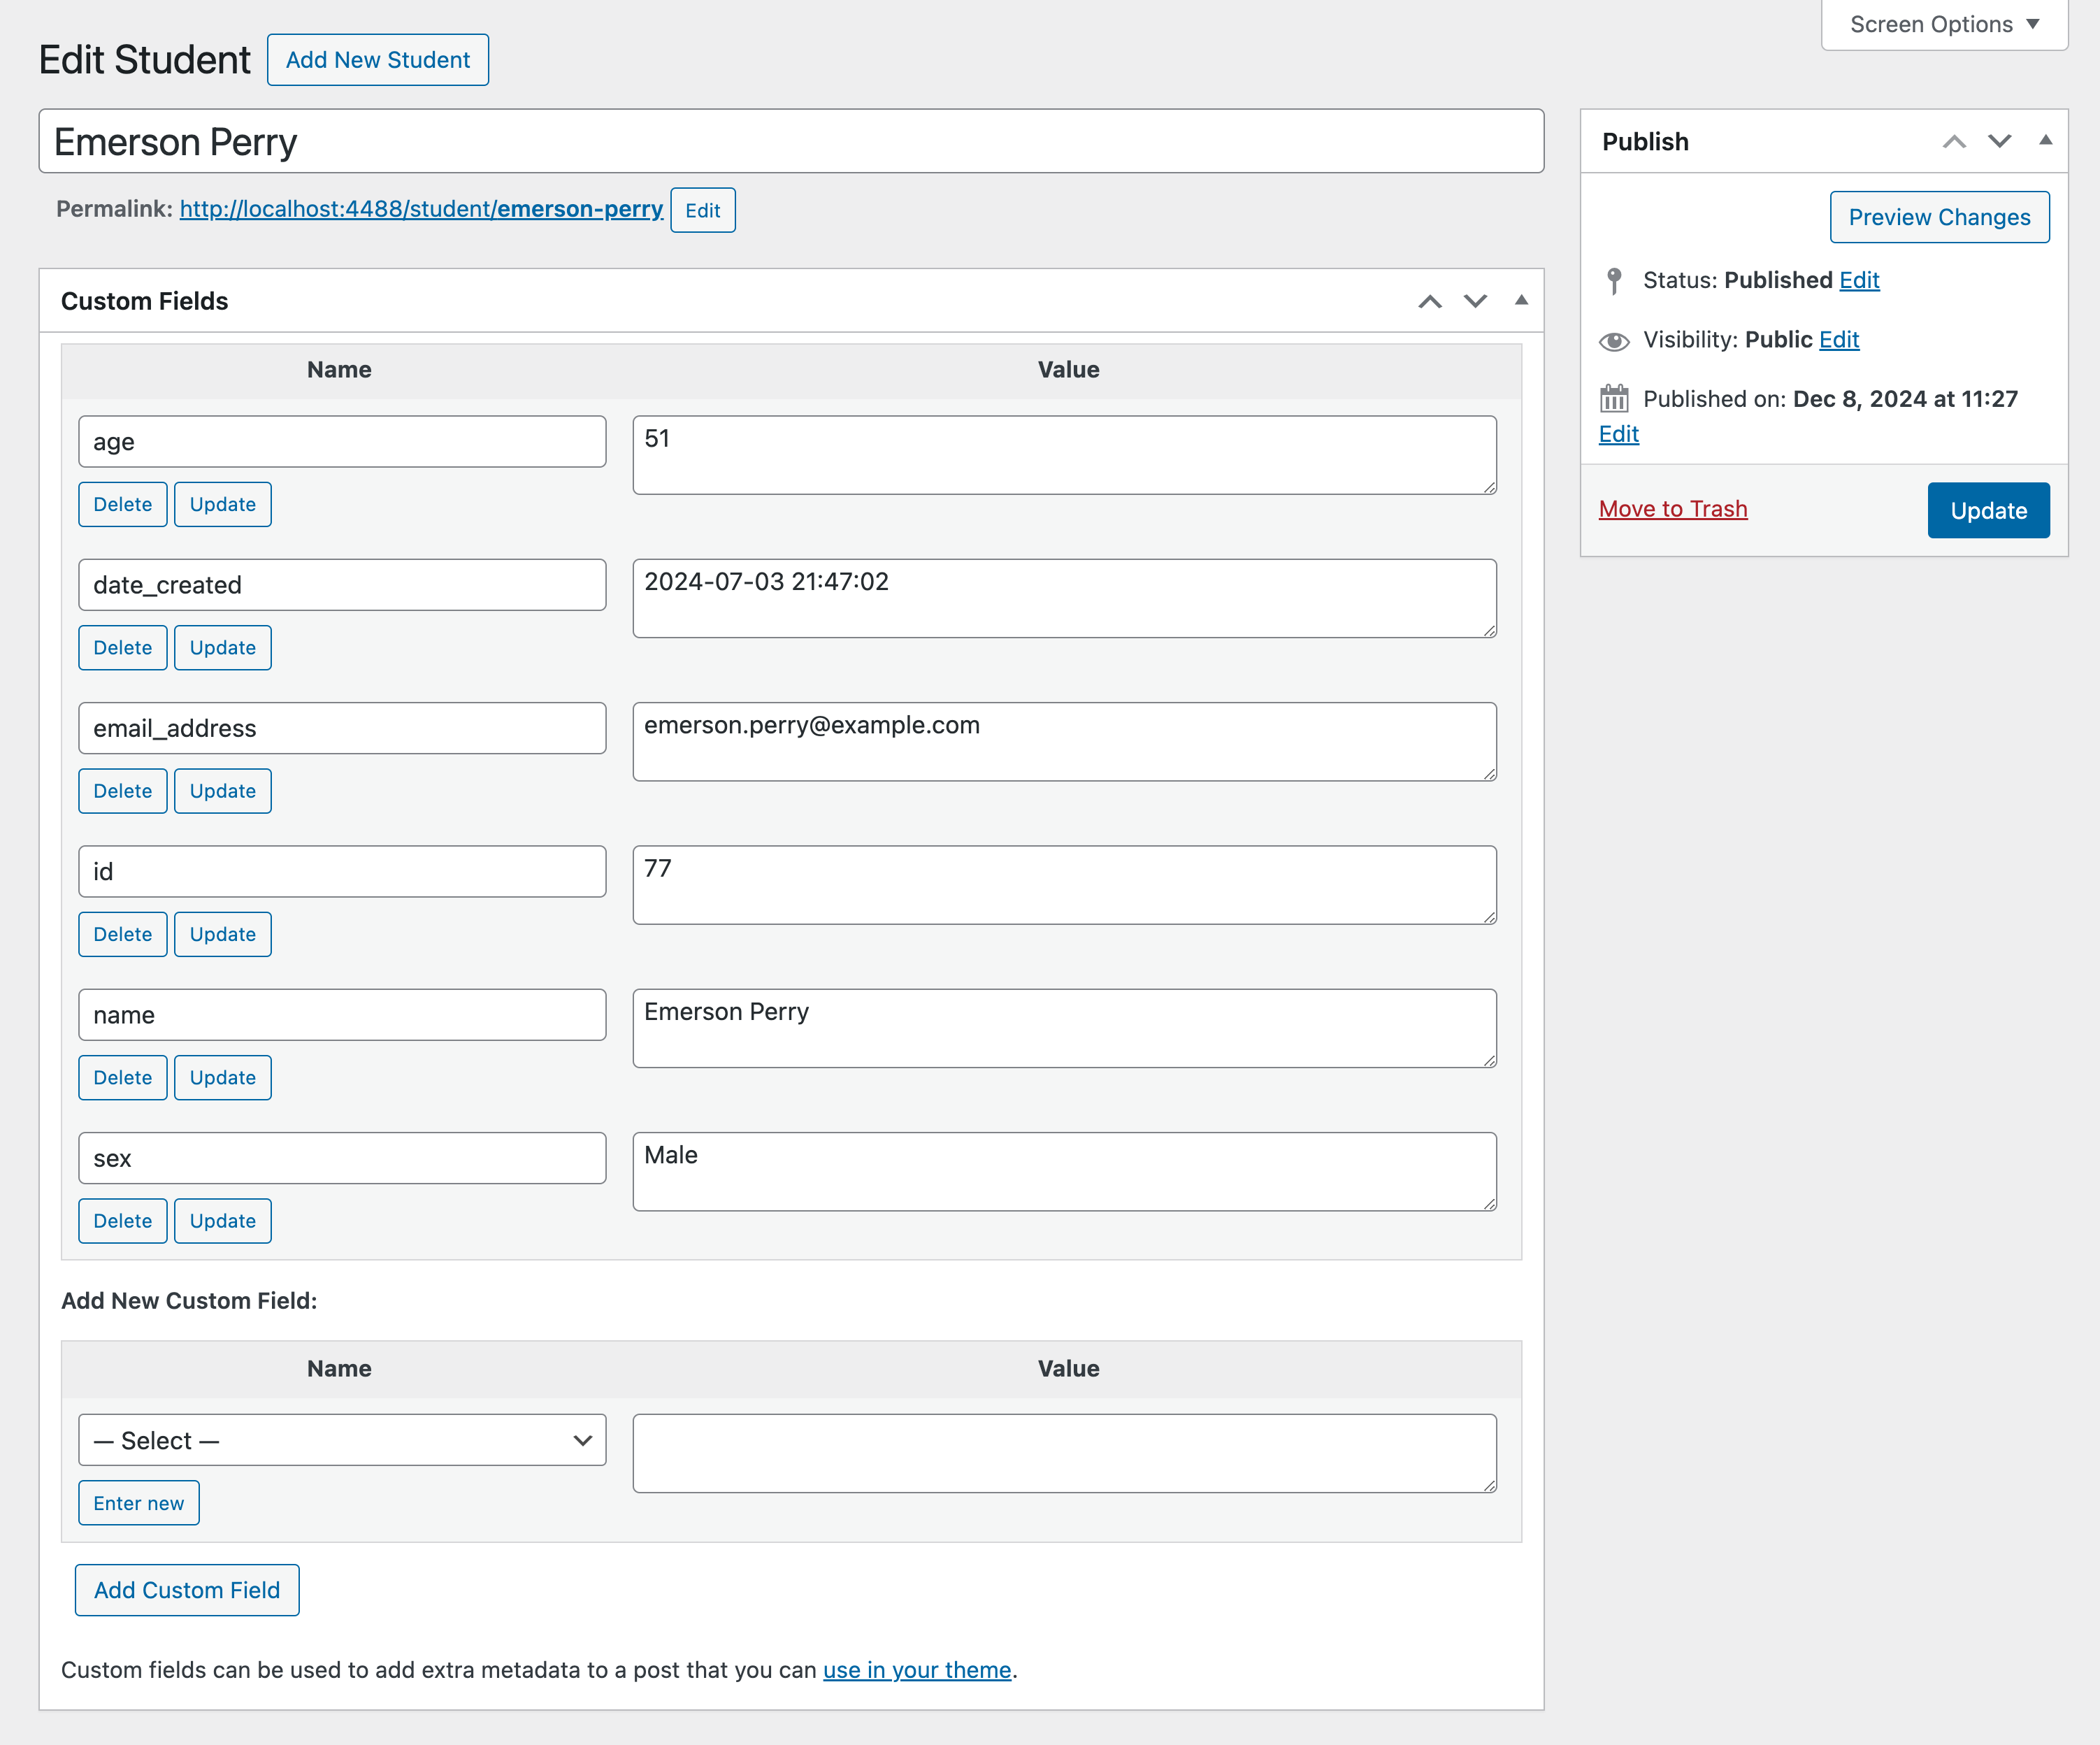 Screen Options
Edit Student Add New Student
Emerson Perry
Permalink: http://localhost:4488/student/emerson-perry Edit
Custom Fields
Name Value
age 51
Delete Update
date_created 2024-07-03 21:47:02
Delete Update
email_address emerson.perry@example.com
Delete Update
id 77
Delete Update
name Emerson Perry
Delete Update
sex Male
Delete Update
Add New Custom Field:
Name Value
— Select —
Enter new
Add Custom Field
Custom fields can be used to add extra metadata to a post that you can use in your theme.
Publish
Preview Changes
Status: Published Edit
Visibility: Public Edit
Published on: Dec 8, 2024 at 11:27
Edit
Move to Trash Update